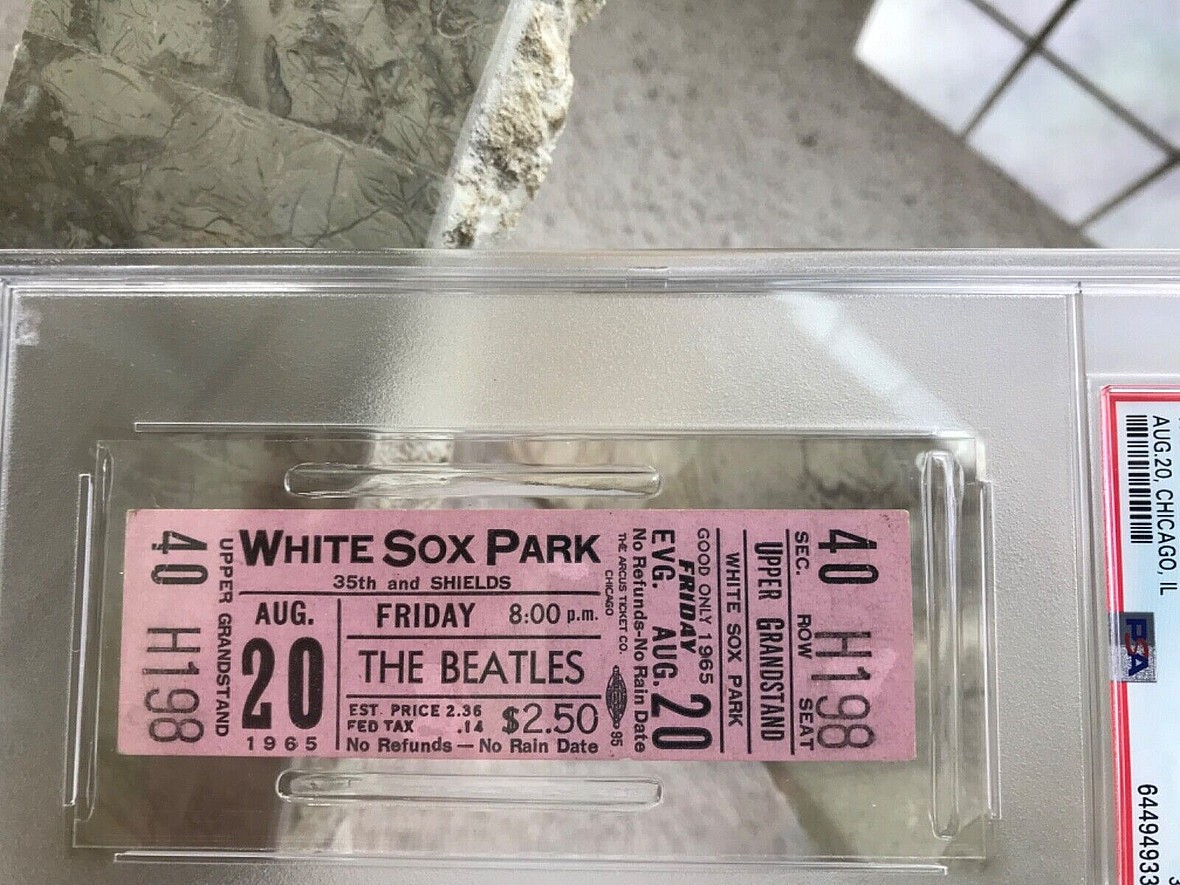 40 H198
UPPER GRANDSTAND
WHITE SOX PARK
35th and SHIELDS
AUG.
20
1965
FRIDAY 8:00 p.m.
THE BEATLES
EST. PRICE 2.36
FED TAX .14
$2.50
No Refunds — No Rain Date
THE ARCUS TICKET CO.
CHICAGO
95
No Refunds-No Rain Date
EVG. AUG. 20
FRIDAY
GOOD ONLY 1965
WHITE SOX PARK
UPPER GRANDSTAND
SEC. ROW SEAT
40 H198
AUG.20, CHICAGO, IL
PSA
64494933